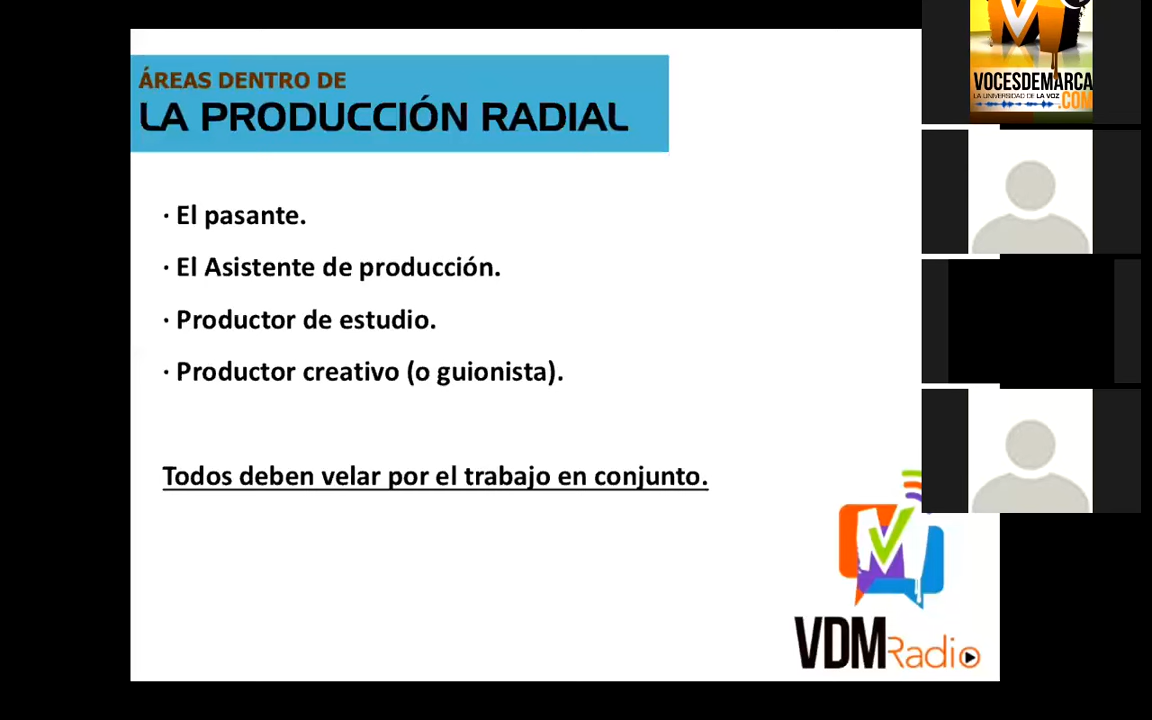 ÁREAS DENTRO DE
LA PRODUCCIÓN RADIAL
· El pasante.
· El Asistente de producción.
· Productor de estudio.
· Productor creativo (o guionista).
Todos deben velar por el trabajo en conjunto.
VDMRadio
VOCESDEMARCA
LA UNIVERSIDAD DE LA VOZ
.COM